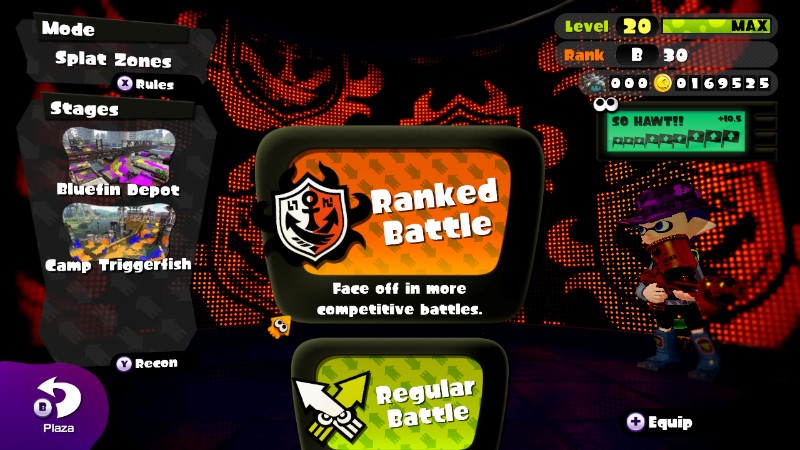 Mode
Splat Zones
X Rules
Stages
Bluefin Depot
Camp Triggerfish
Y Recon
B
Plaza
Ranked
Battle
Face off in more
competitive battles.
Regular
Battle
Level 20 MAX
Rank B 30
000 0169525
SO HAWT!! +10.5
+ Equip